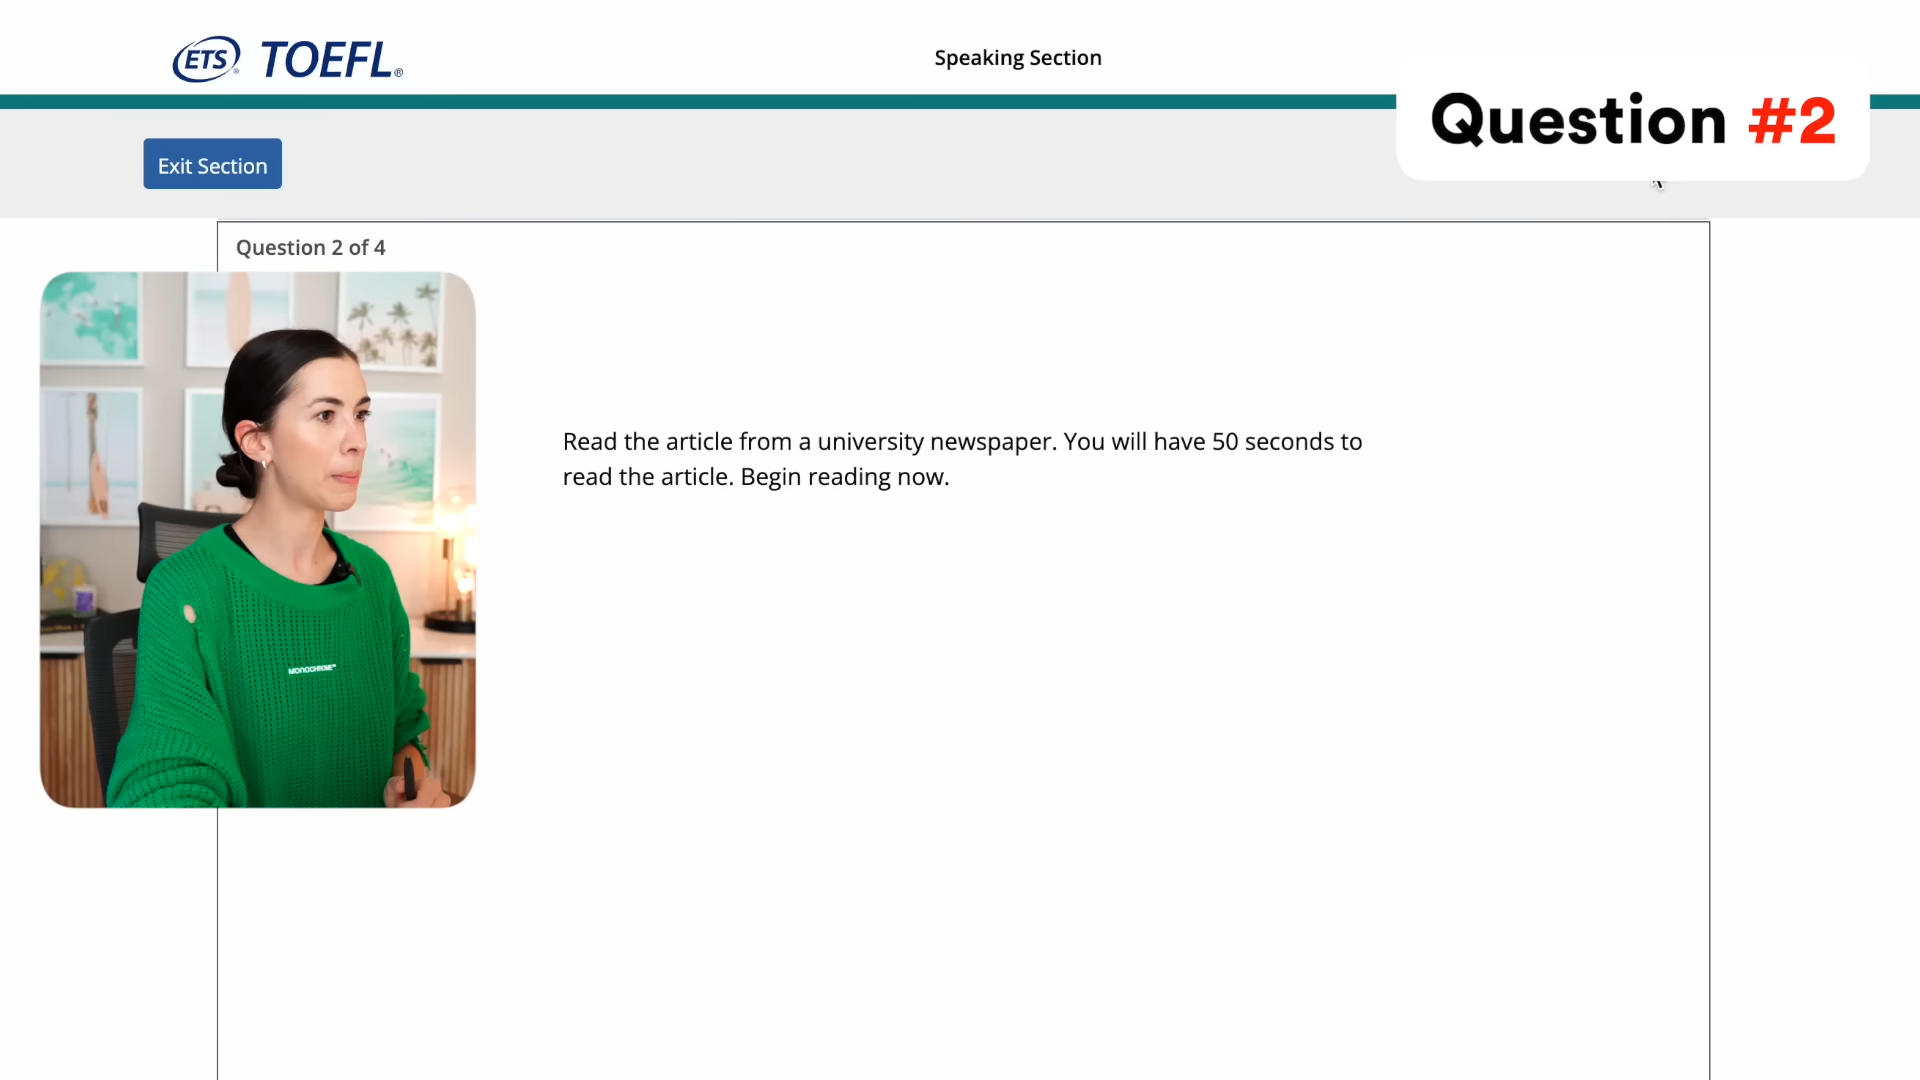 ETS® TOEFL®
Speaking Section
Question #2
Exit Section
Question 2 of 4
Read the article from a university newspaper. You will have 50 seconds to
read the article. Begin reading now.
MONOCHROME™